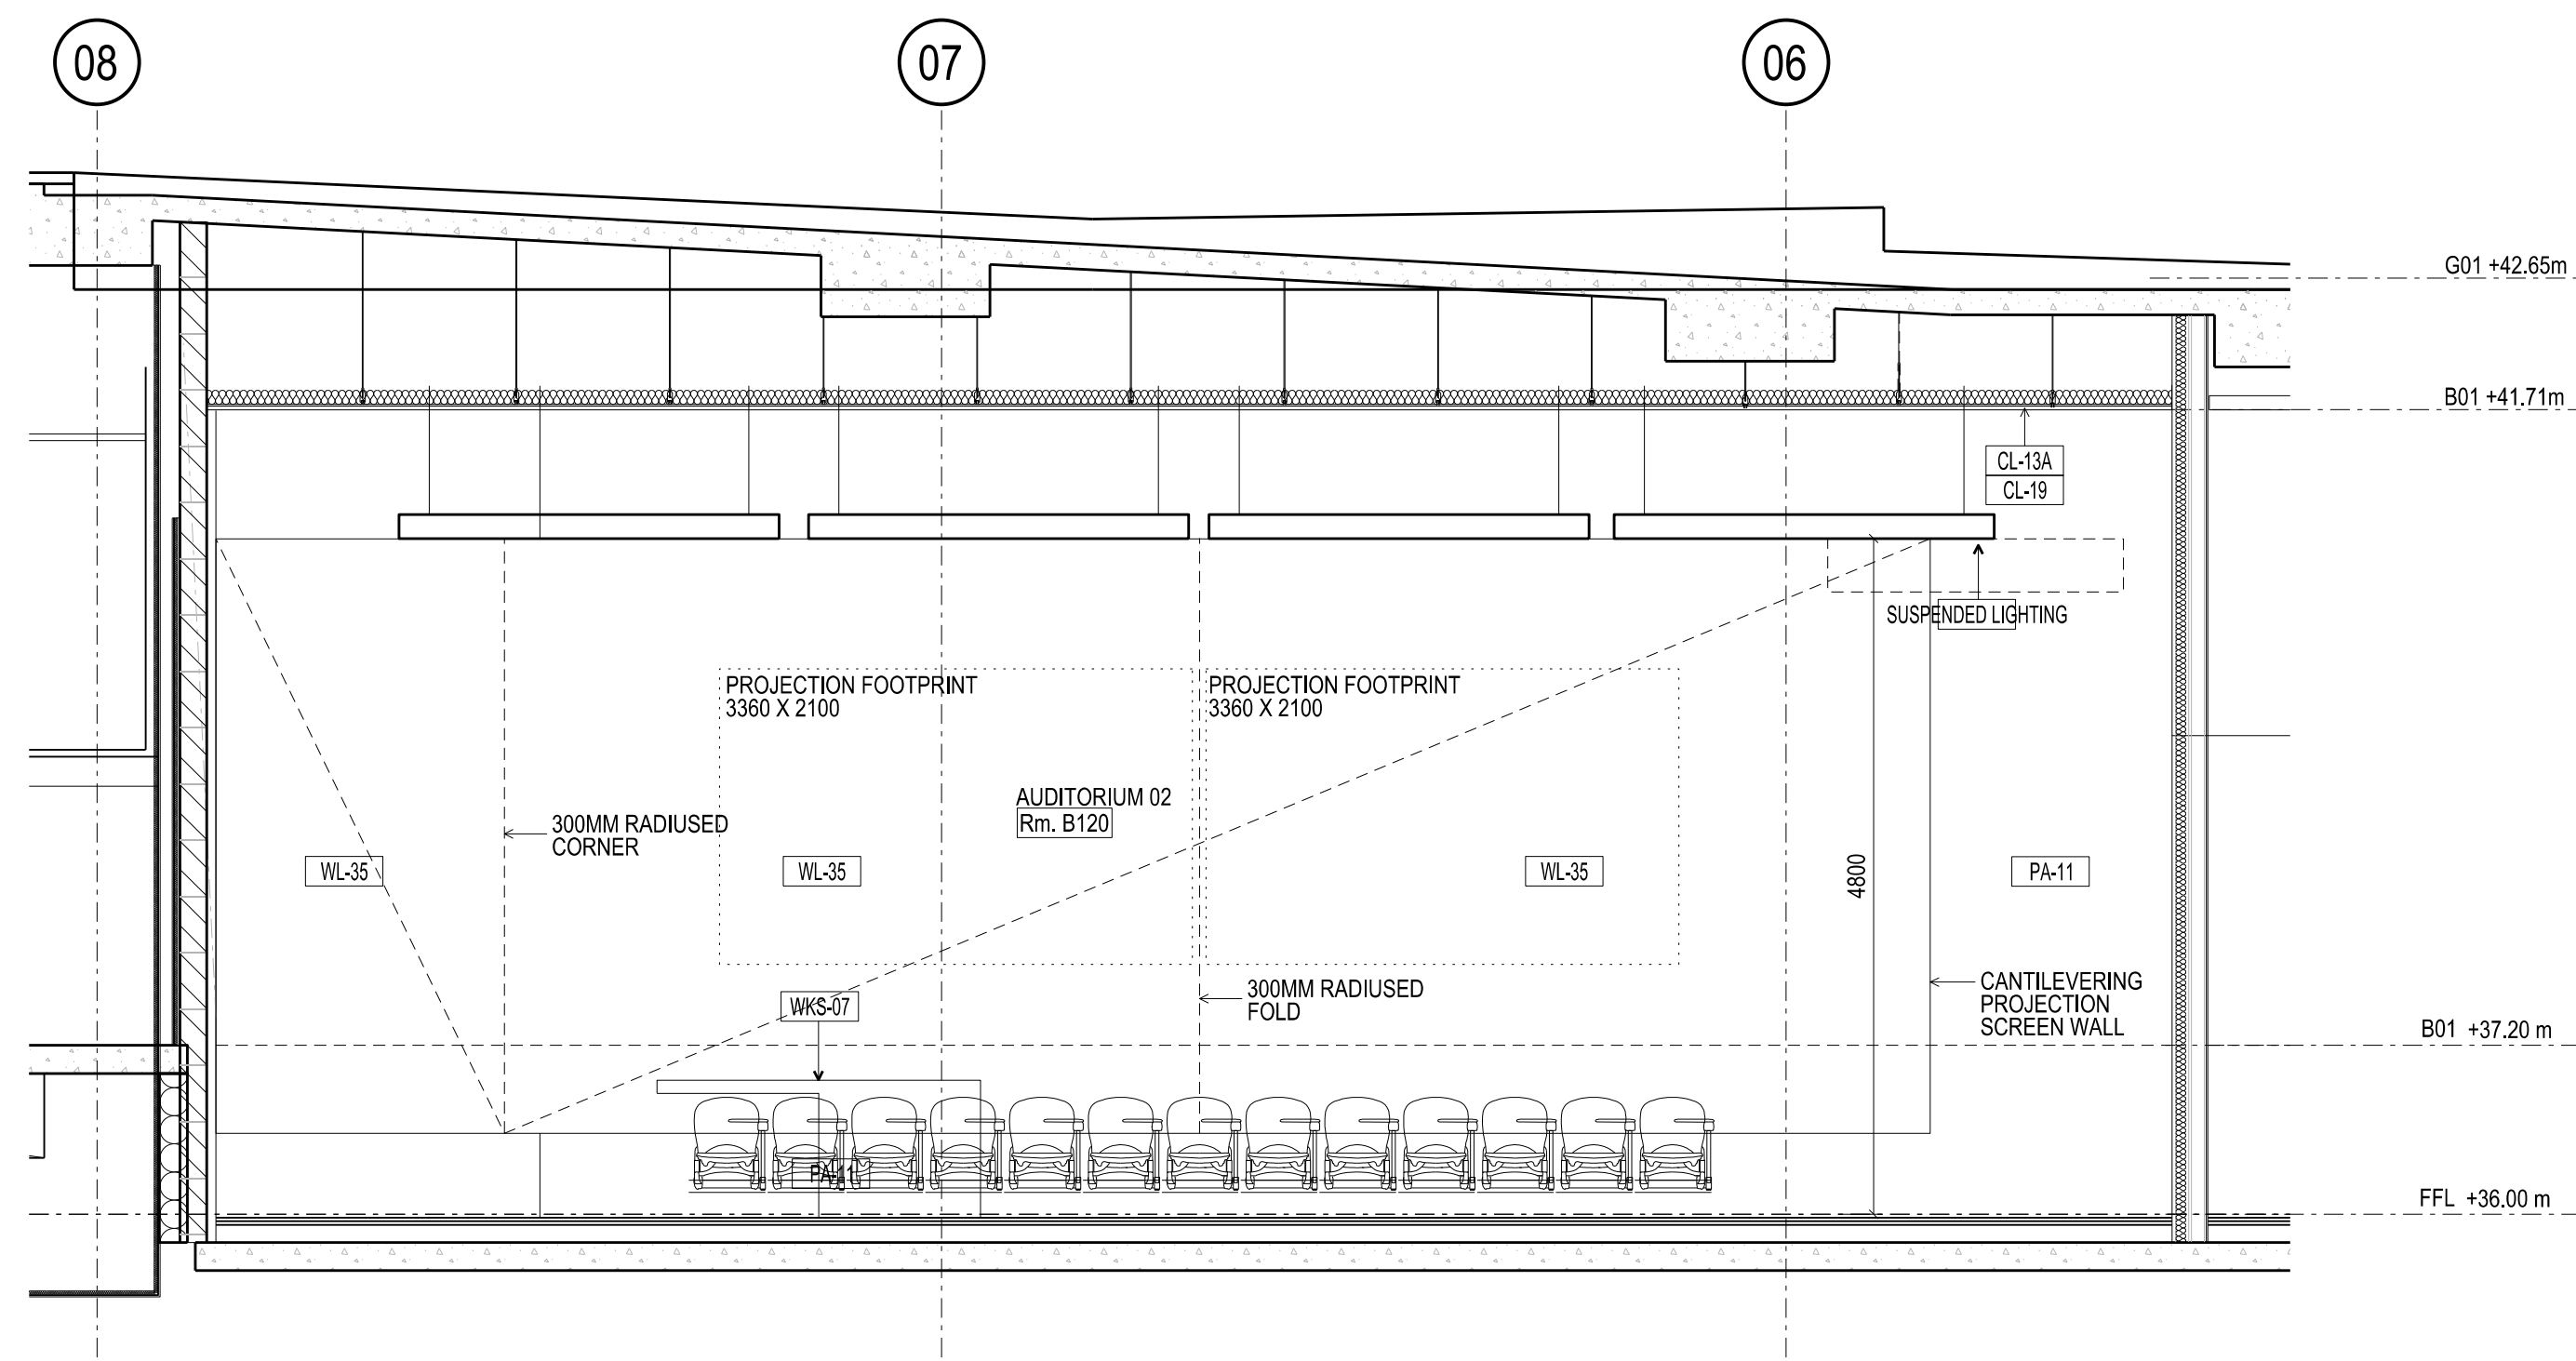 08
07
06
G01 +42.65m
B01 +41.71m
CL-13A
CL-19
SUSPENDED LIGHTING
PROJECTION FOOTPRINT
3360 X 2100
PROJECTION FOOTPRINT
3360 X 2100
AUDITORIUM 02
Rm. B120
300MM RADIUSED
CORNER
WL-35
WL-35
WL-35
4800
PA-11
300MM RADIUSED
FOLD
CANTILEVERING
PROJECTION
SCREEN WALL
WKS-07
B01 +37.20 m
PA-11
FFL +36.00 m